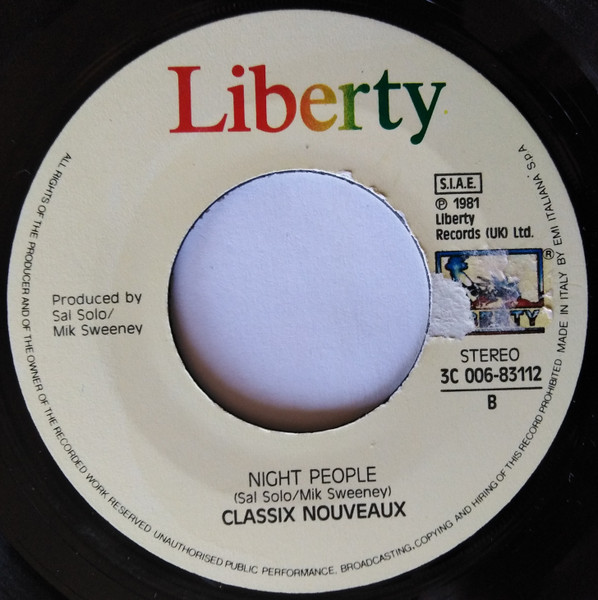 Liberty
S.I.A.E.
℗ 1981
Liberty
Records (UK) Ltd.
®
Produced by
Sal Solo/
Mik Sweeney
STEREO
3C 006-83112
B
NIGHT PEOPLE
(Sal Solo/Mik Sweeney)
CLASSIX NOUVEAUX
ALL RIGHTS OF THE PRODUCER AND OF THE OWNER OF THE RECORDED WORK RESERVED UNAUTHORISED PUBLIC PERFORMANCE, BROADCASTING, COPYING AND HIRING OF THIS RECORD PROHIBITED MADE IN ITALY BY EMI ITALIANA S.P.A